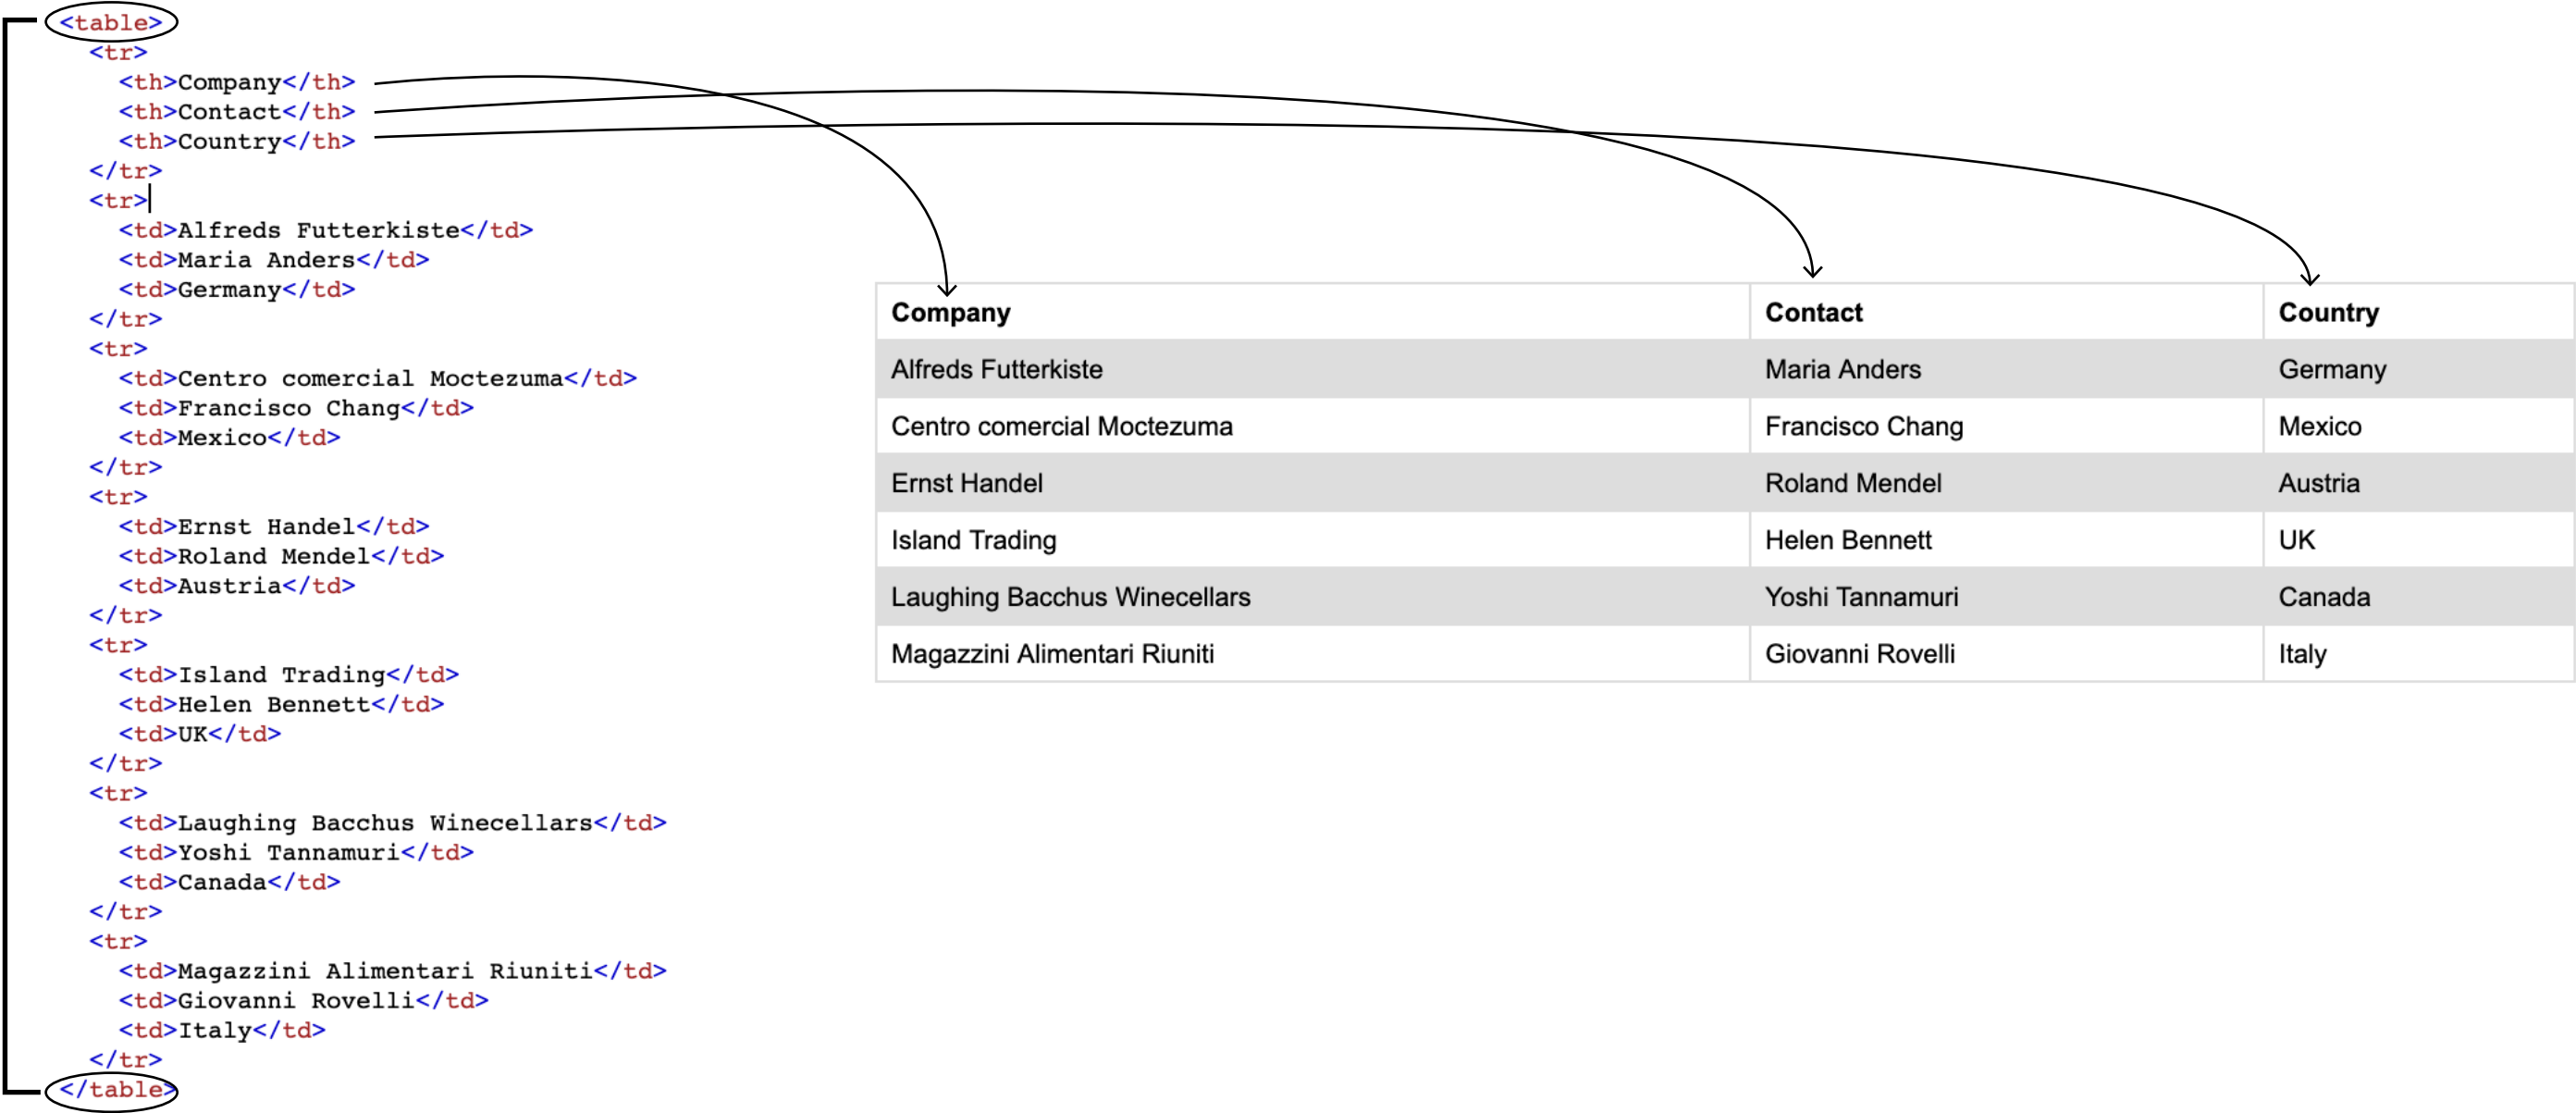 <table>
<tr>
<th>Company</th>
<th>Contact</th>
<th>Country</th>
</tr>
<tr>
<td>Alfreds Futterkiste</td>
<td>Maria Anders</td>
<td>Germany</td>
</tr>
<tr>
<td>Centro comercial Moctezuma</td>
<td>Francisco Chang</td>
<td>Mexico</td>
</tr>
<tr>
<td>Ernst Handel</td>
<td>Roland Mendel</td>
<td>Austria</td>
</tr>
<tr>
<td>Island Trading</td>
<td>Helen Bennett</td>
<td>UK</td>
</tr>
<tr>
<td>Laughing Bacchus Winecellars</td>
<td>Yoshi Tannamuri</td>
<td>Canada</td>
</tr>
<tr>
<td>Magazzini Alimentari Riuniti</td>
<td>Giovanni Rovelli</td>
<td>Italy</td>
</tr>
</table>
Company Contact Country
Alfreds Futterkiste Maria Anders Germany
Centro comercial Moctezuma Francisco Chang Mexico
Ernst Handel Roland Mendel Austria
Island Trading Helen Bennett UK
Laughing Bacchus Winecellars Yoshi Tannamuri Canada
Magazzini Alimentari Riuniti Giovanni Rovelli Italy